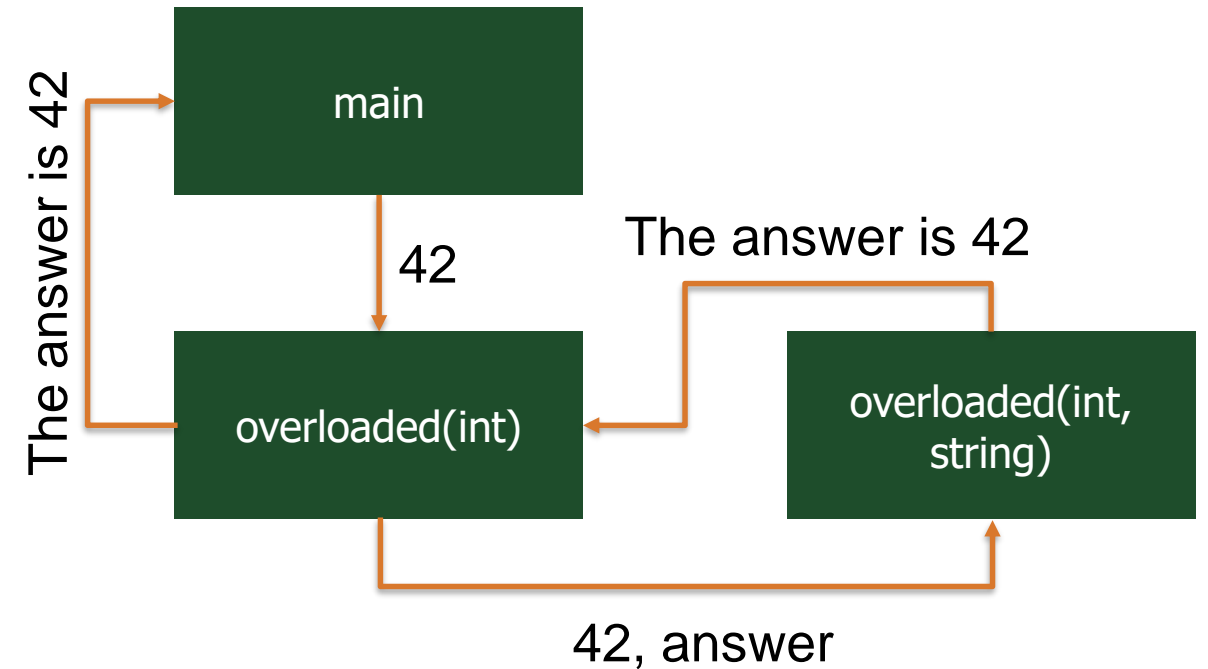 main
The answer is 42
42
The answer is 42
overloaded(int)
overloaded(int,
string)
42, answer